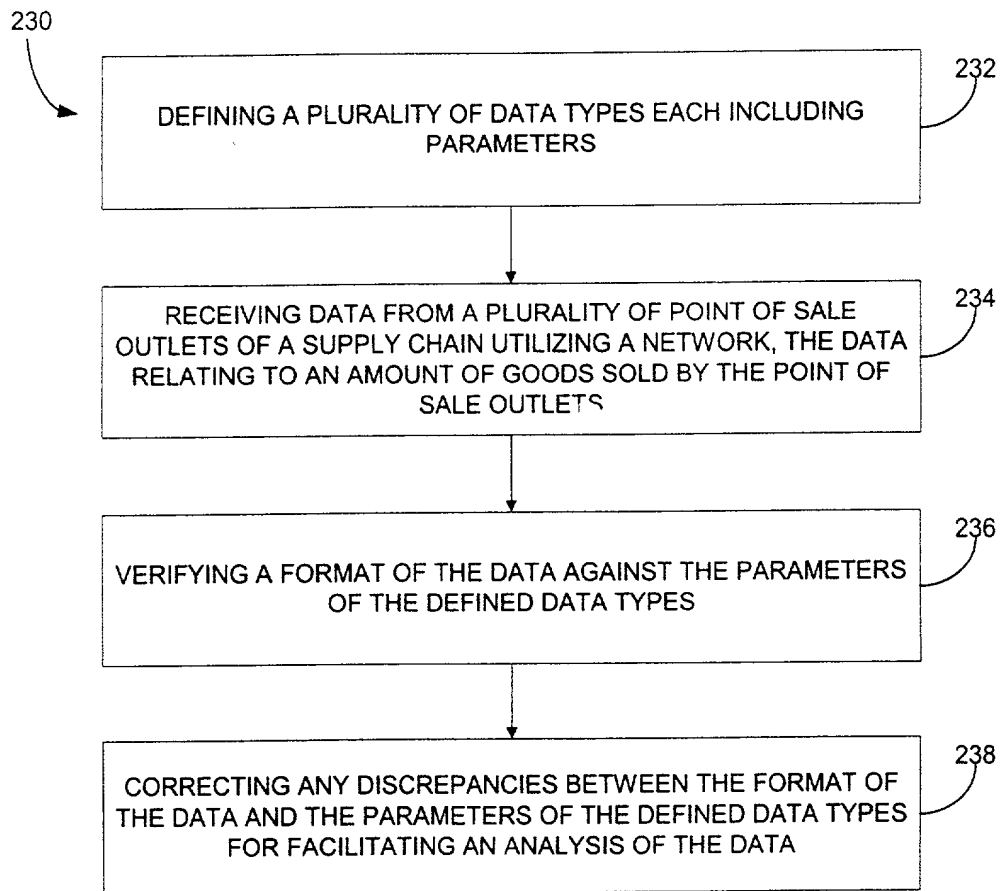 230
232
DEFINING A PLURALITY OF DATA TYPES EACH INCLUDING
PARAMETERS
234
RECEIVING DATA FROM A PLURALITY OF POINT OF SALE
OUTLETS OF A SUPPLY CHAIN UTILIZING A NETWORK, THE DATA
RELATING TO AN AMOUNT OF GOODS SOLD BY THE POINT OF
SALE OUTLETS
236
VERIFYING A FORMAT OF THE DATA AGAINST THE PARAMETERS
OF THE DEFINED DATA TYPES
238
CORRECTING ANY DISCREPANCIES BETWEEN THE FORMAT OF
THE DATA AND THE PARAMETERS OF THE DEFINED DATA TYPES
FOR FACILITATING AN ANALYSIS OF THE DATA